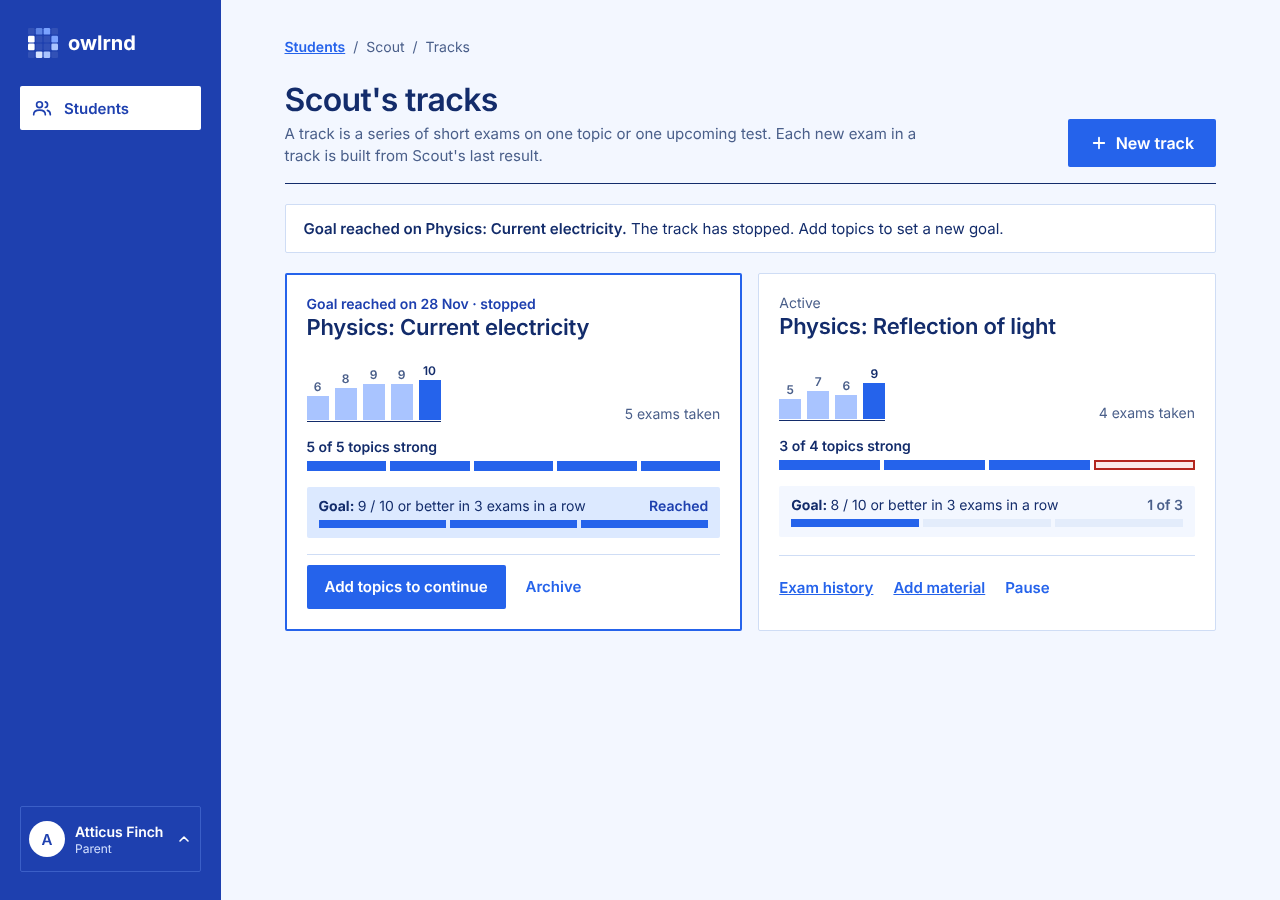 owlrnd
Students
Atticus Finch
A
Parent
Students / Scout / Tracks
Scout's tracks
A track is a series of short exams on one topic or one upcoming test. Each new exam in a
track is built from Scout's last result.
New track
Goal reached on Physics: Current electricity. The track has stopped. Add topics to set a new goal.
Goal reached on 28 Nov · stopped
Physics: Current electricity
6 8 9 9 10
5 exams taken
5 of 5 topics strong
Goal: 9 / 10 or better in 3 exams in a row Reached
Add topics to continue Archive
Active
Physics: Reflection of light
5 7 6 9
4 exams taken
3 of 4 topics strong
Goal: 8 / 10 or better in 3 exams in a row 1 of 3
Exam history Add material Pause